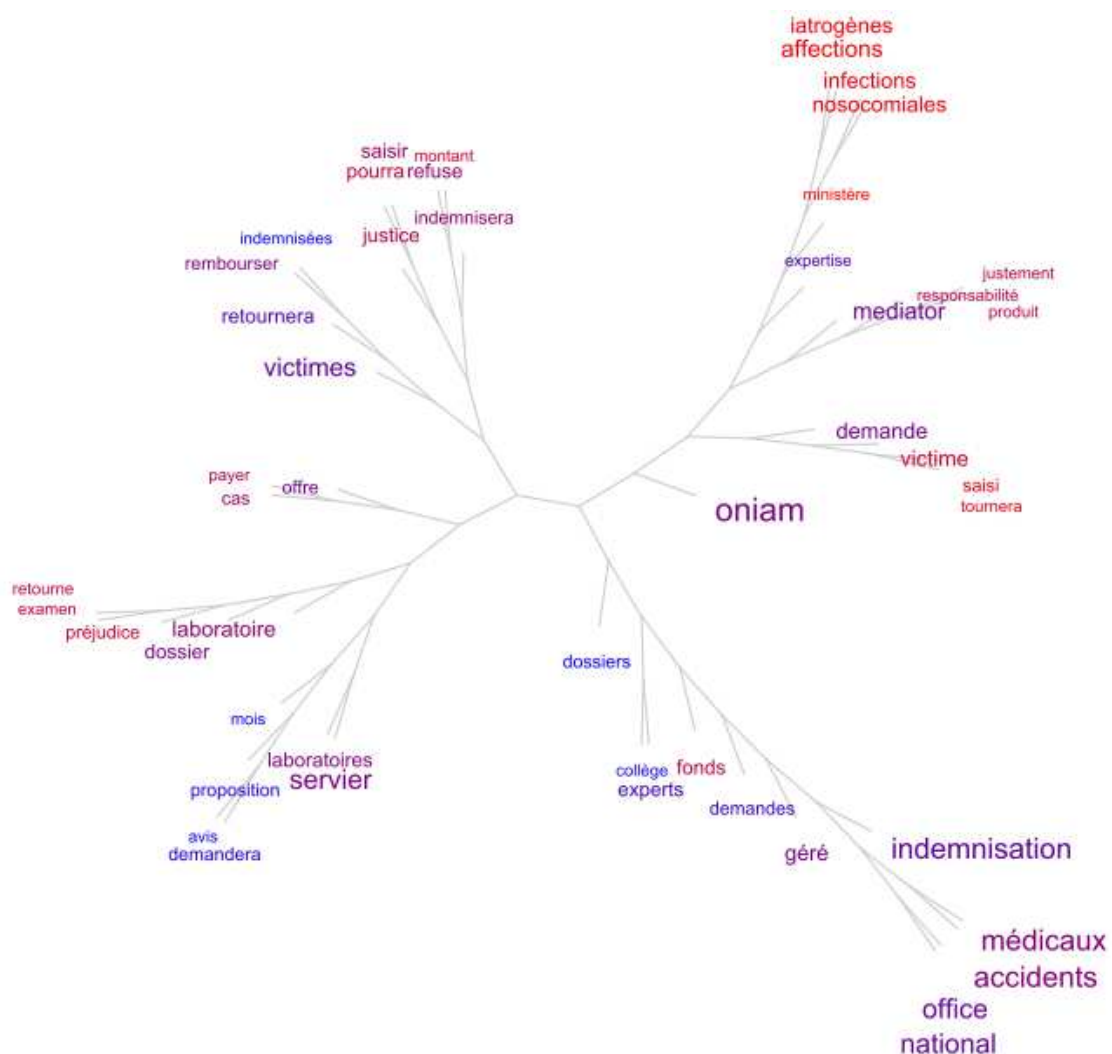 iatrogènes
affections
infections
nosocomiales
saisir
montant
pourra
refuse
ministère
indemnisera
justice
indemnisées
rembourser
expertise
justement
responsabilité
mediator
produit
retournera
victimes
demande
victime
payer
offre
cas
saisi
tournera
oniam
retourne
examen
préjudice
laboratoire
dossier
dossiers
mois
laboratoires
servier
collège
fonds
experts
proposition
demandes
avis
demandera
géré
indemnisation
médicaux
accidents
office
national